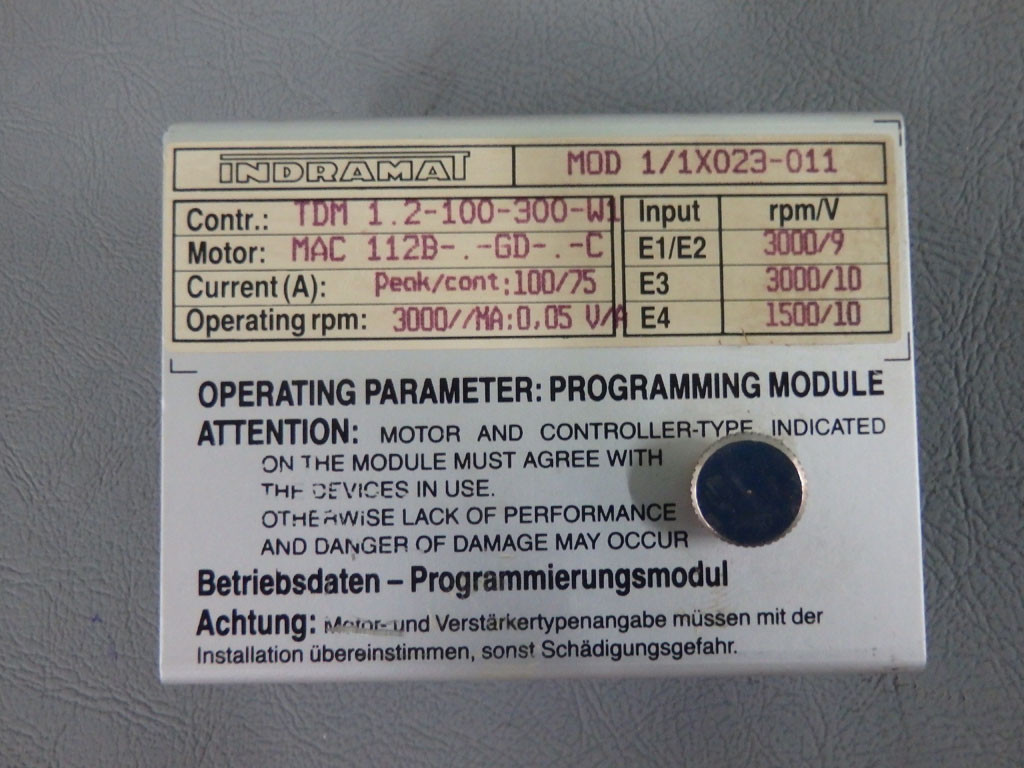 INDRAMAT MOD 1/1X023-011
Contr.: TDM 1.2-100-300-W1 Input rpm/V
Motor: MAC 112B-.-GD-.-C E1/E2 3000/9
Current (A): Peak/cont:100/75 E3 3000/10
Operating rpm: 3000//MA:0,05 V/A E4 1500/10
OPERATING PARAMETER: PROGRAMMING MODULE
ATTENTION: MOTOR AND CONTROLLER-TYPE INDICATED
ON THE MODULE MUST AGREE WITH
THE DEVICES IN USE.
OTHERWISE LACK OF PERFORMANCE
AND DANGER OF DAMAGE MAY OCCUR
Betriebsdaten – Programmierungsmodul
Achtung: Motor- und Verstärkertypenangabe müssen mit der
Installation übereinstimmen, sonst Schädigungsgefahr.